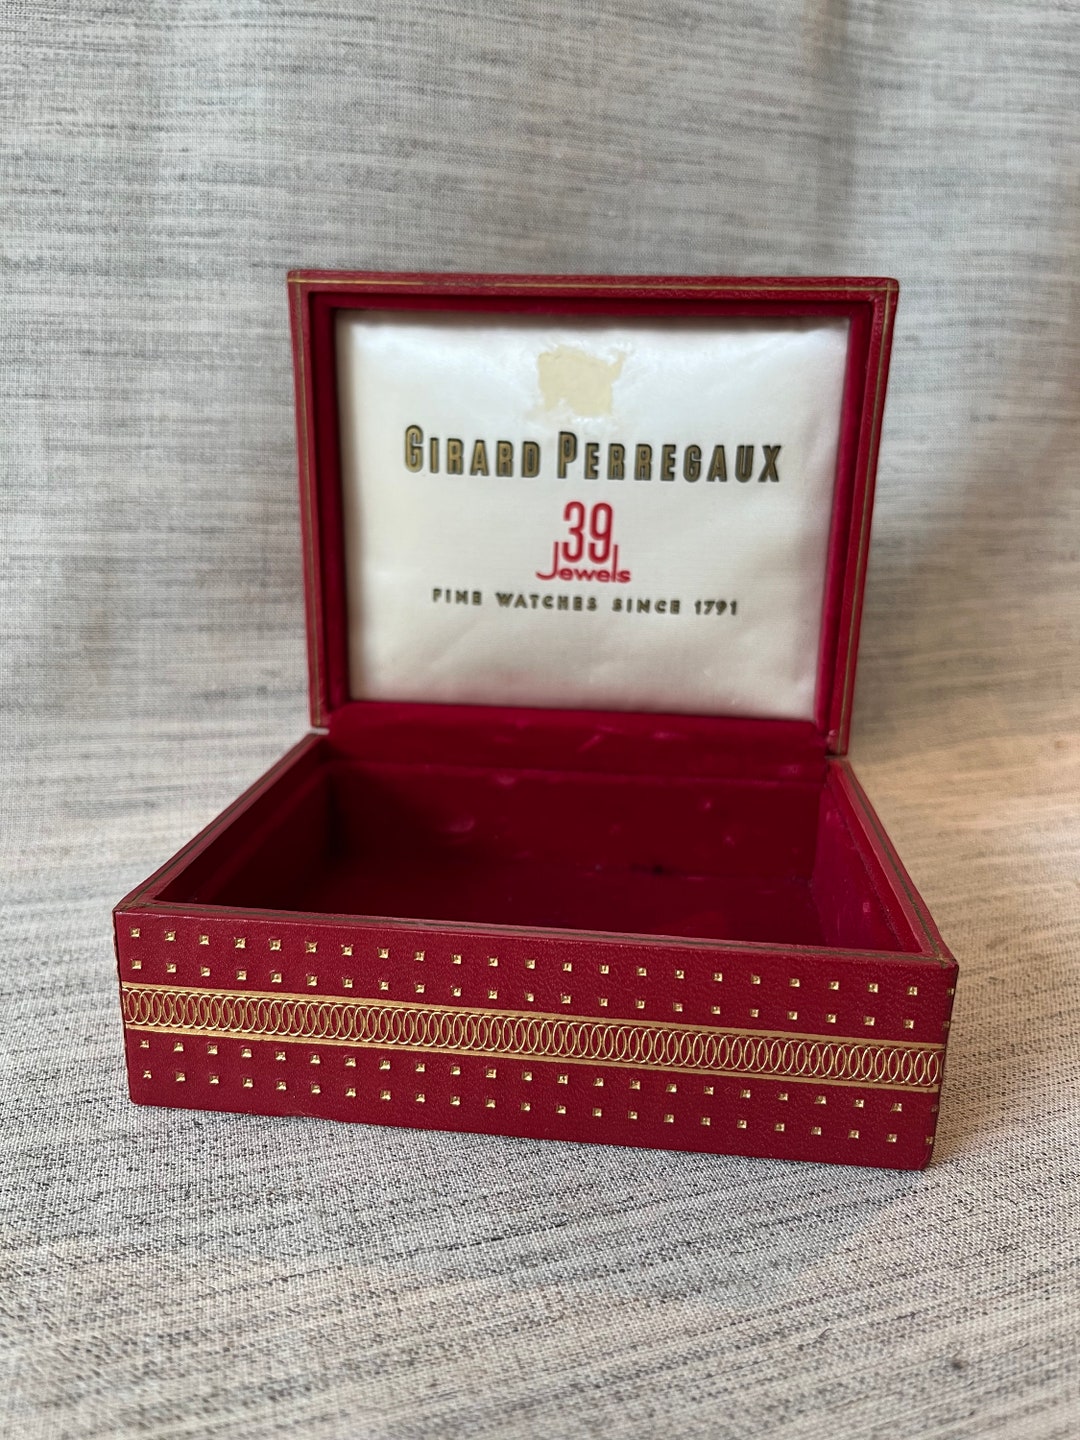 GIRARD PERREGAUX
39
Jewels
FINE WATCHES SINCE 1791